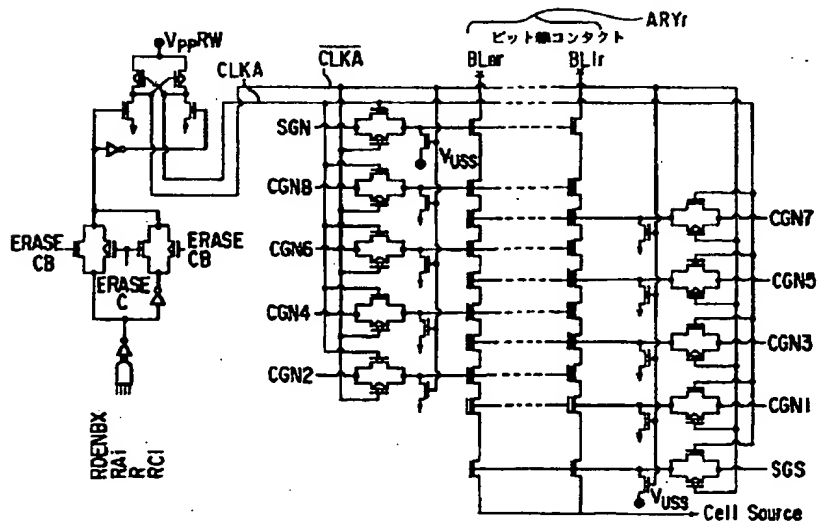 ARYr
ビット線コンタクト
VppRW
CLKA
CLKA
BLar
BLlr
SGN
VUSS
CGN8
CGN7
ERASE
CB
ERASE
CB
CGN6
ERASE
C
CGN5
CGN4
CGN3
CGN2
CGN1
RDENBX
RAi
R
RCi
SGS
VUSS
Cell Source